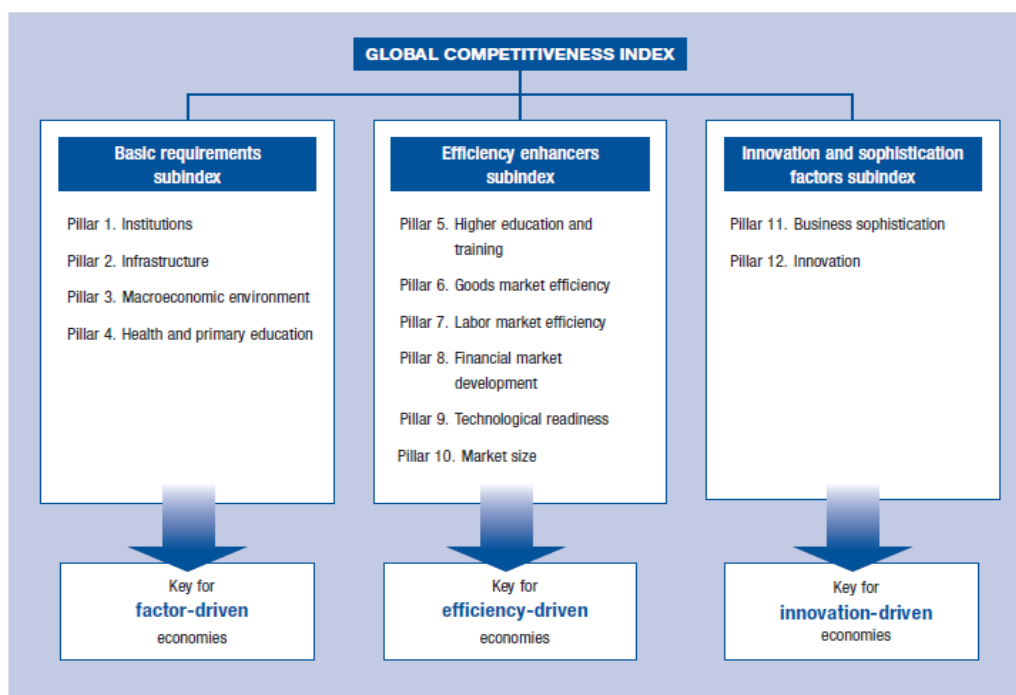 GLOBAL COMPETITIVENESS INDEX
Basic requirements
subindex
Pillar 1. Institutions
Pillar 2. Infrastructure
Pillar 3. Macroeconomic environment
Pillar 4. Health and primary education
Key for
factor-driven
economies
Efficiency enhancers
subindex
Pillar 5. Higher education and
training
Pillar 6. Goods market efficiency
Pillar 7. Labor market efficiency
Pillar 8. Financial market
development
Pillar 9. Technological readiness
Pillar 10. Market size
Key for
efficiency-driven
economies
Innovation and sophistication
factors subindex
Pillar 11. Business sophistication
Pillar 12. Innovation
Key for
innovation-driven
economies